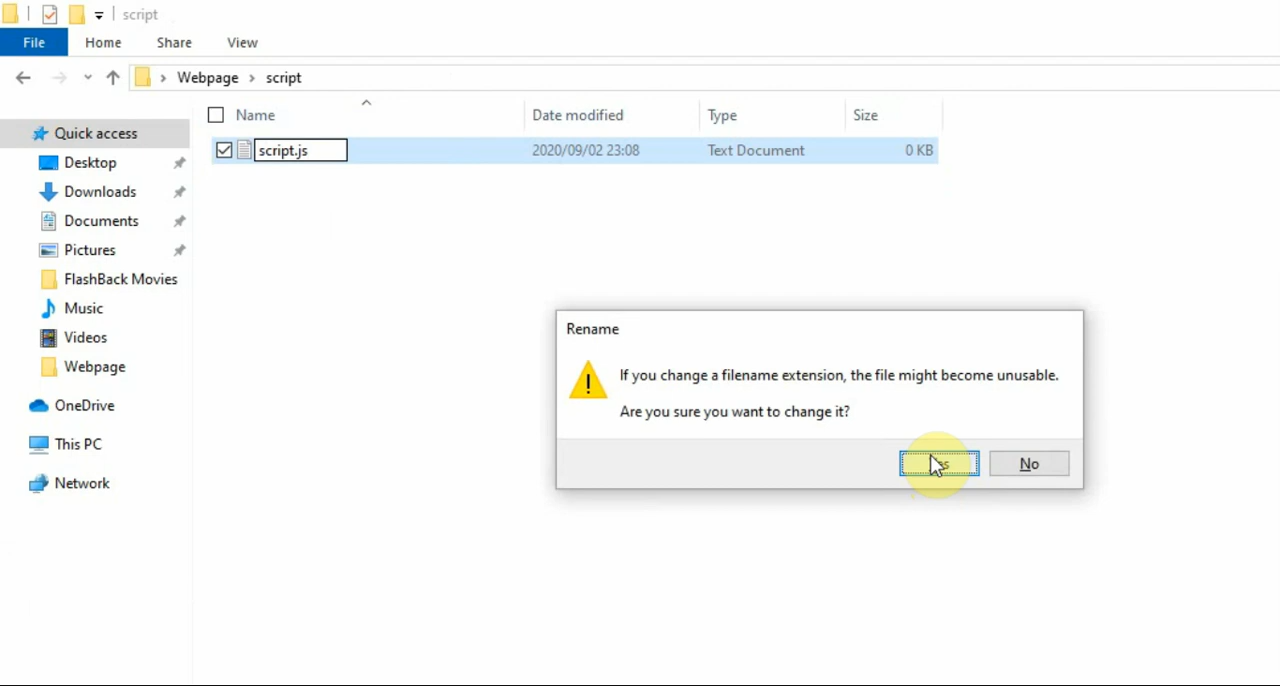 script
File Home Share View
Webpage script
Name Date modified Type Size
Quick access
script.js 2020/09/02 23:08 Text Document 0 KB
Desktop
Downloads
Documents
Pictures
FlashBack Movies
Music
Videos
Webpage
OneDrive
This PC
Network
Rename
If you change a filename extension, the file might become unusable.
Are you sure you want to change it?
No